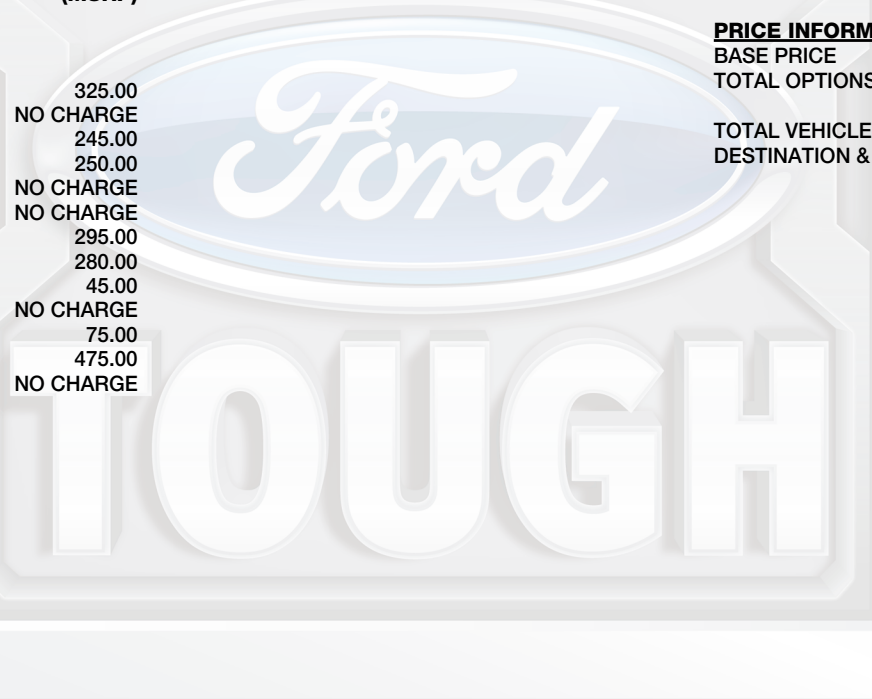 325.00
NO CHARGE
245.00
250.00
NO CHARGE
NO CHARGE
295.00
280.00
45.00
NO CHARGE
75.00
475.00
NO CHARGE
PRICE
BASE PRICE
TOTAL OPTIONS
TOTAL VEHICLE
DESTINATION &
Ford
TOUGH